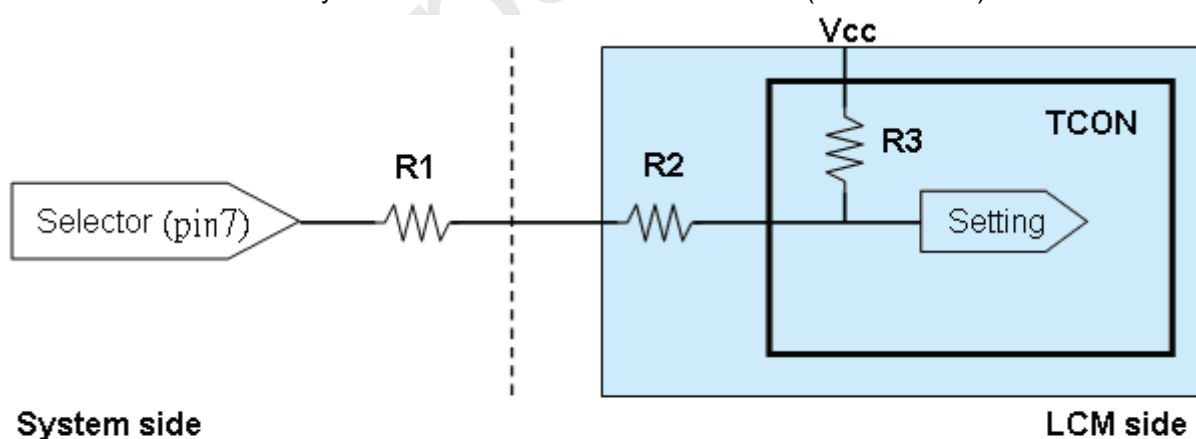 Vcc
TCON
R3
R1
R2
Selector (pin7)
Setting
System side
LCM side